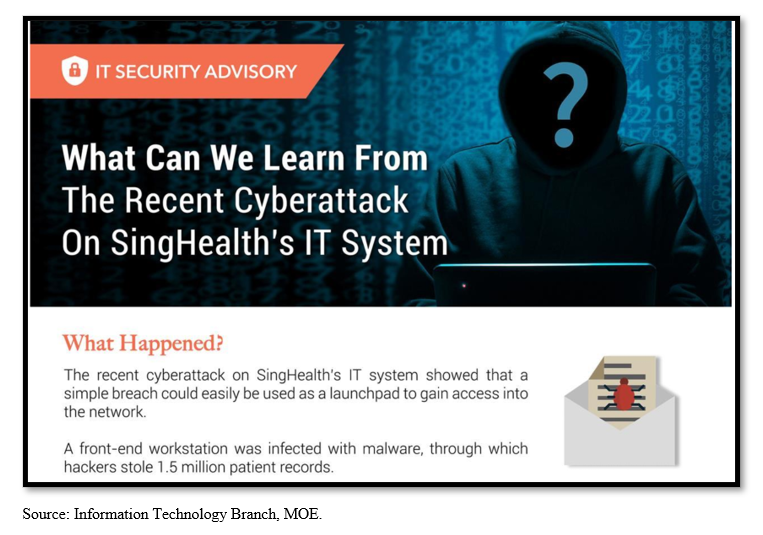 IT SECURITY ADVISORY
?
What Can We Learn From
The Recent Cyberattack
On SingHealth's IT System
What Happened?
The recent cyberattack on SingHealth's IT system showed that a
simple breach could easily be used as a launchpad to gain access into
the network.
A front-end workstation was infected with malware, through which
hackers stole 1.5 million patient records.
Source: Information Technology Branch, MOE.